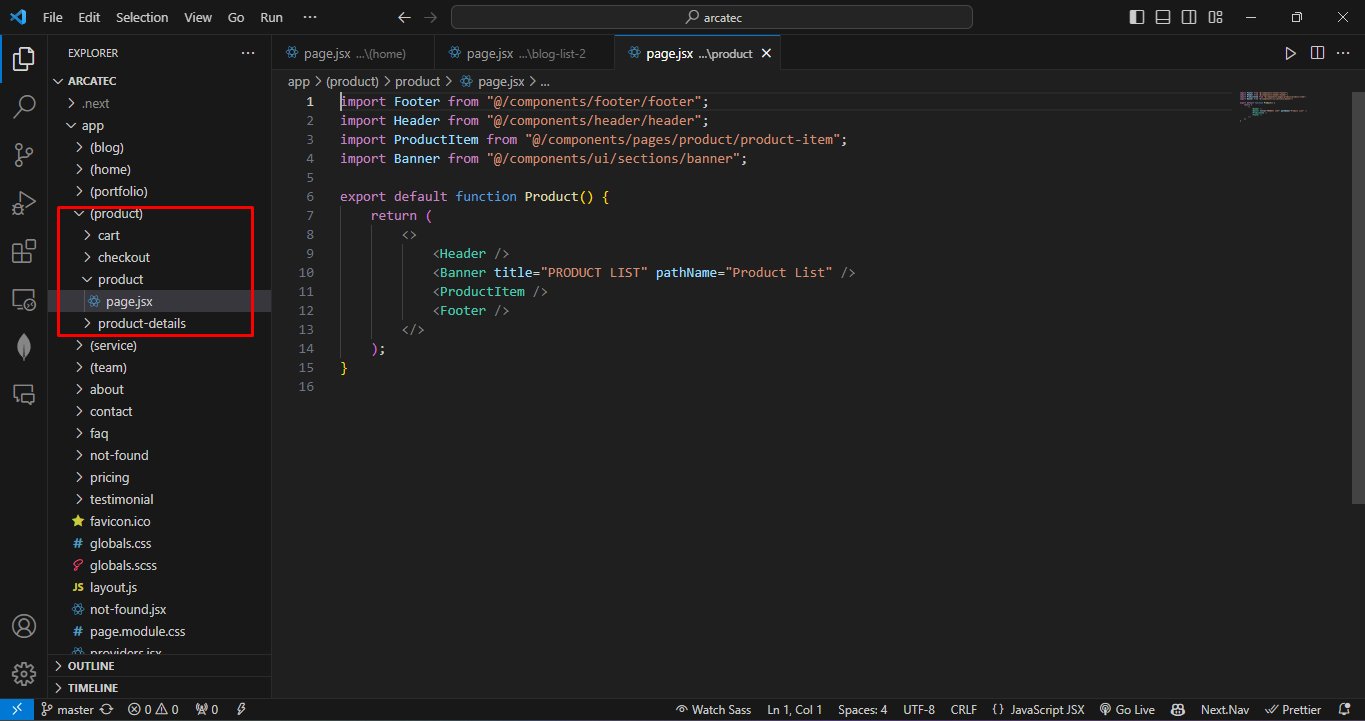 File Edit Selection View Go Run ··· arcatec
EXPLORER ···
page.jsx ...\(home)
page.jsx ...\blog-list-2
page.jsx ...\product
ARCATEC
.next
app
(blog)
(home)
(portfolio)
(product)
cart
checkout
product
page.jsx
product-details
(service)
(team)
about
contact
faq
not-found
pricing
testimonial
favicon.ico
# globals.css
globals.scss
JS layout.js
not-found.jsx
# page.module.css
providers.jsx
OUTLINE
TIMELINE
app > (product) > product > page.jsx > ...
1 import Footer from "@/components/footer/footer";
2 import Header from "@/components/header/header";
3 import ProductItem from "@/components/pages/product/product-item";
4 import Banner from "@/components/ui/sections/banner";
5
6 export default function Product() {
7 return (
8 <>
9 <Header />
10 <Banner title="PRODUCT LIST" pathName="Product List" />
11 <ProductItem />
12 <Footer />
13 </>
14 );
15 }
16
master 0 0 0 Watch Sass Ln 1, Col 1 Spaces: 4 UTF-8 CRLF {} JavaScript JSX Go Live Next.Nav Prettier